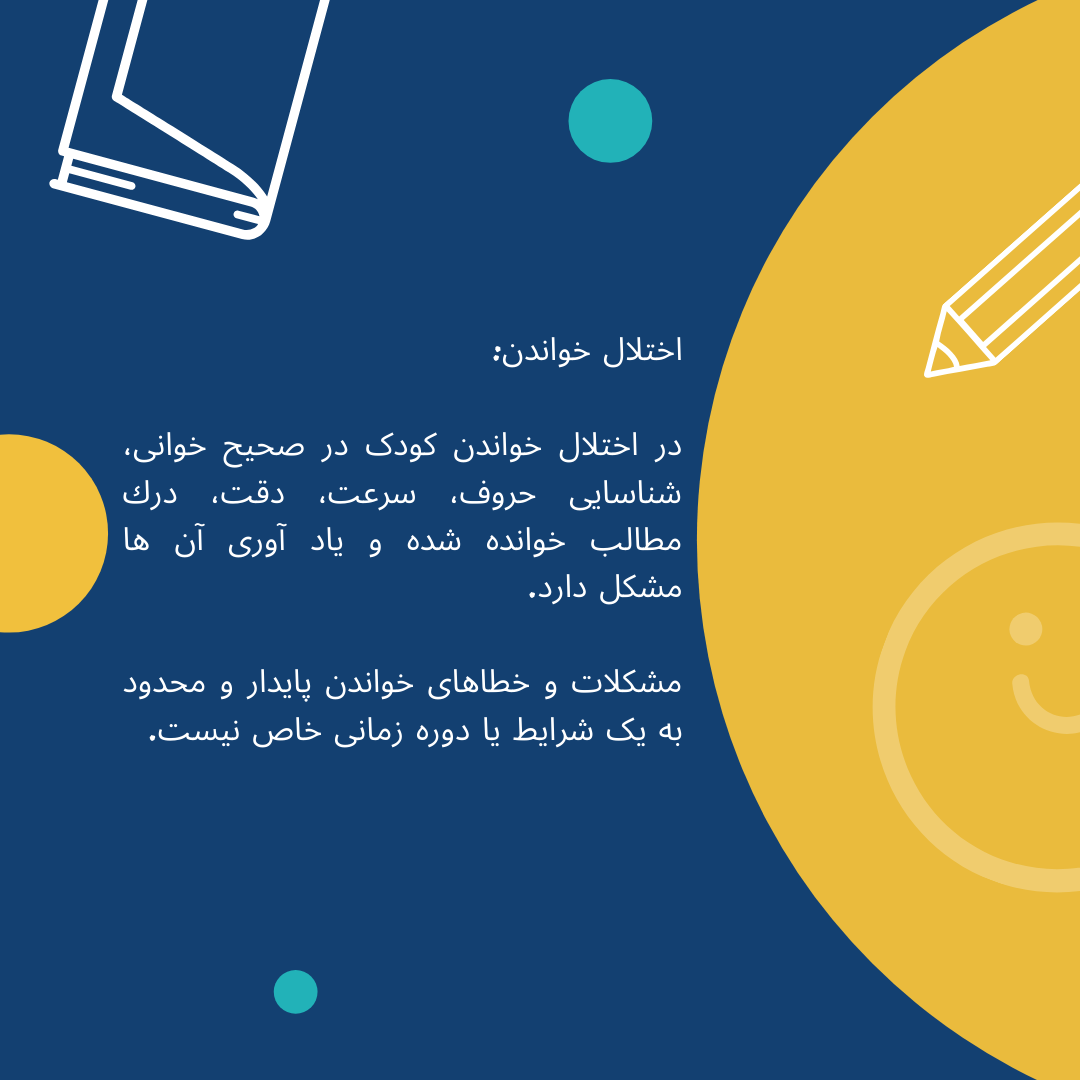 اختلال خواندن:
در اختلال خواندن کودک در صحیح خوانی،
شناسایی حروف، سرعت، دقت، درك
مطالب خوانده شده و یاد آوری آن ها
مشکل دارد.
مشکلات و خطاهای خواندن پایدار و محدود
به یک شرایط یا دوره زمانی خاص نیست.